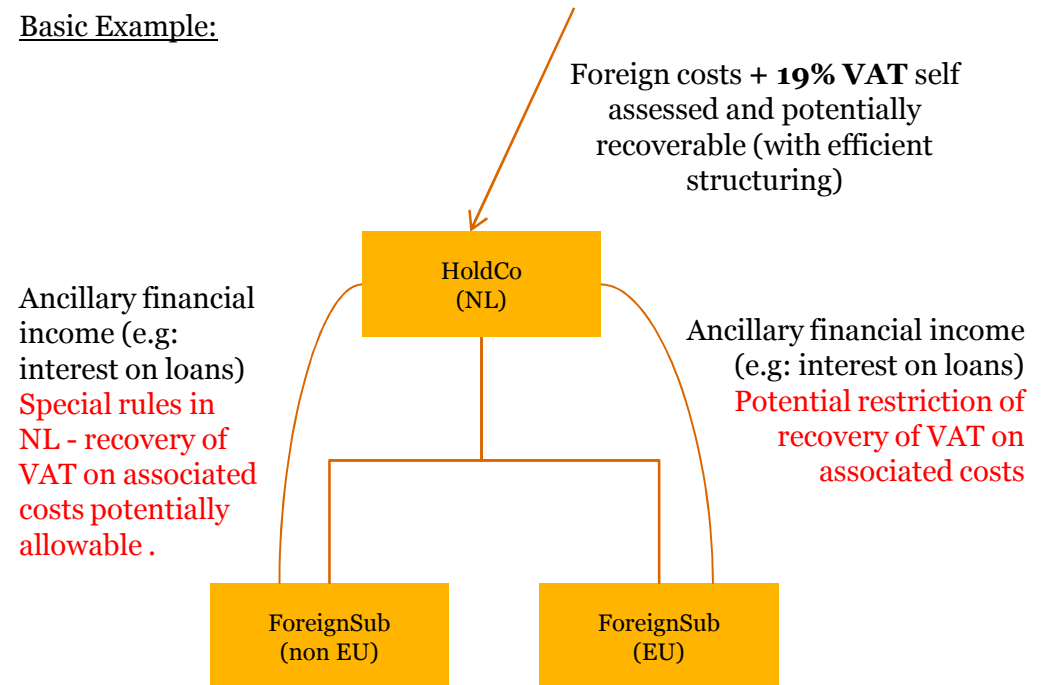 Basic Example:
Foreign costs + 19% VAT self
assessed and potentially
recoverable (with efficient
structuring)
HoldCo
(NL)
Ancillary financial
income (e.g:
interest on loans)
Special rules in
NL - recovery of
VAT on associated
costs potentially
allowable .
Ancillary financial income
(e.g: interest on loans)
Potential restriction of
recovery of VAT on
associated costs
ForeignSub
(non EU)
ForeignSub
(EU)